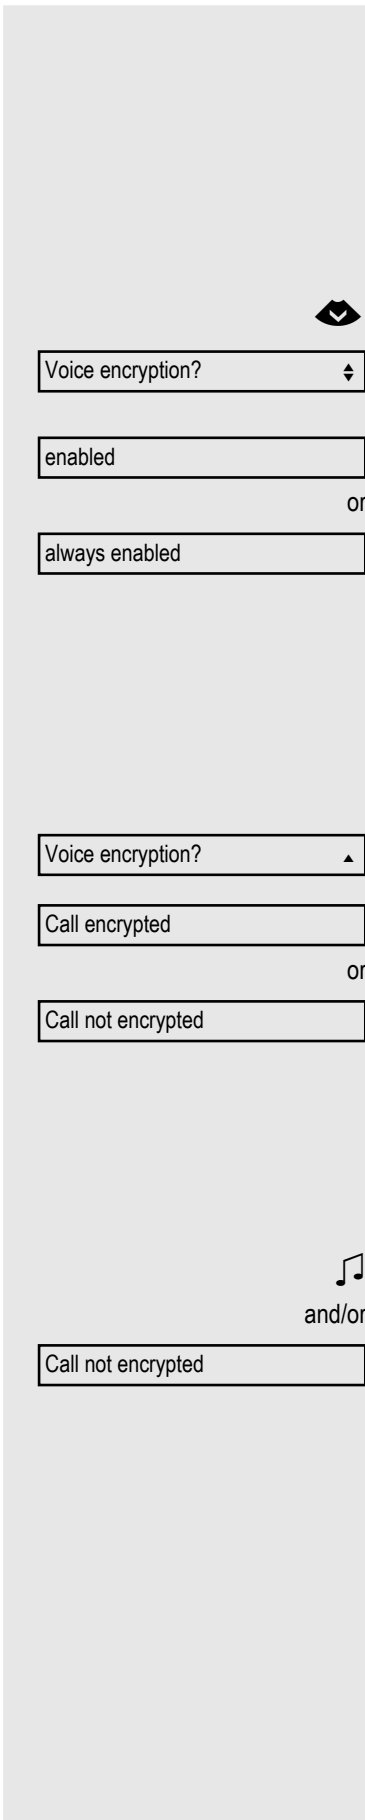 Voice encryption?
enabled
or
always enabled
Voice encryption?
Call encrypted
or
Call not encrypted
and/or
Call not encrypted